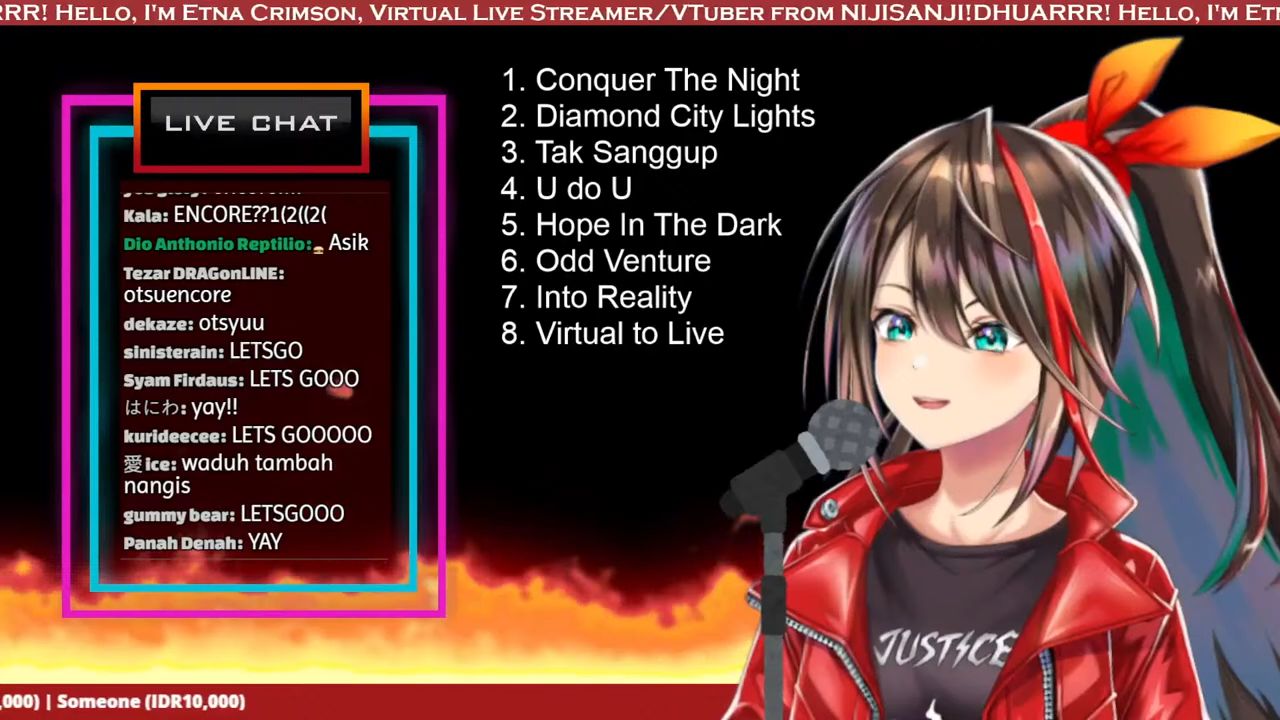 RRR! Hello, I'm Etna Crimson, Virtual Live Streamer/VTuber from NIJISANJI!DHUARRR! Hello, I'm Etn
LIVE CHAT
Kala: ENCORE??1(2((2(
Dio Anthonio Reptilio: Asik
Tezar DRAGonLINE:
otsuencore
dekaze: otsyuu
sinisterain: LETSGO
Syam Firdaus: LETS GOOO
はにわ: yay!!
kurideecee: LETS GOOOOO
愛 ice: waduh tambah
nangis
gummy bear: LETSGOOO
Panah Denah: YAY
1. Conquer The Night
2. Diamond City Lights
3. Tak Sanggup
4. U do U
5. Hope In The Dark
6. Odd Venture
7. Into Reality
8. Virtual to Live
JUSTICE
,000) | Someone (IDR10,000)